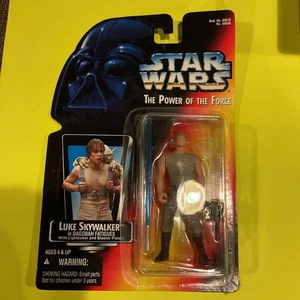 STAR
WARS
THE POWER OF THE FORCE
LUKE SKYWALKER
IN DAGOBAH FATIGUES
With Lightsaber and Blaster Pistol!
AGES 4 & UP
WARNING:
CHOKING HAZARD-Small parts.
Not for children under 3 years.